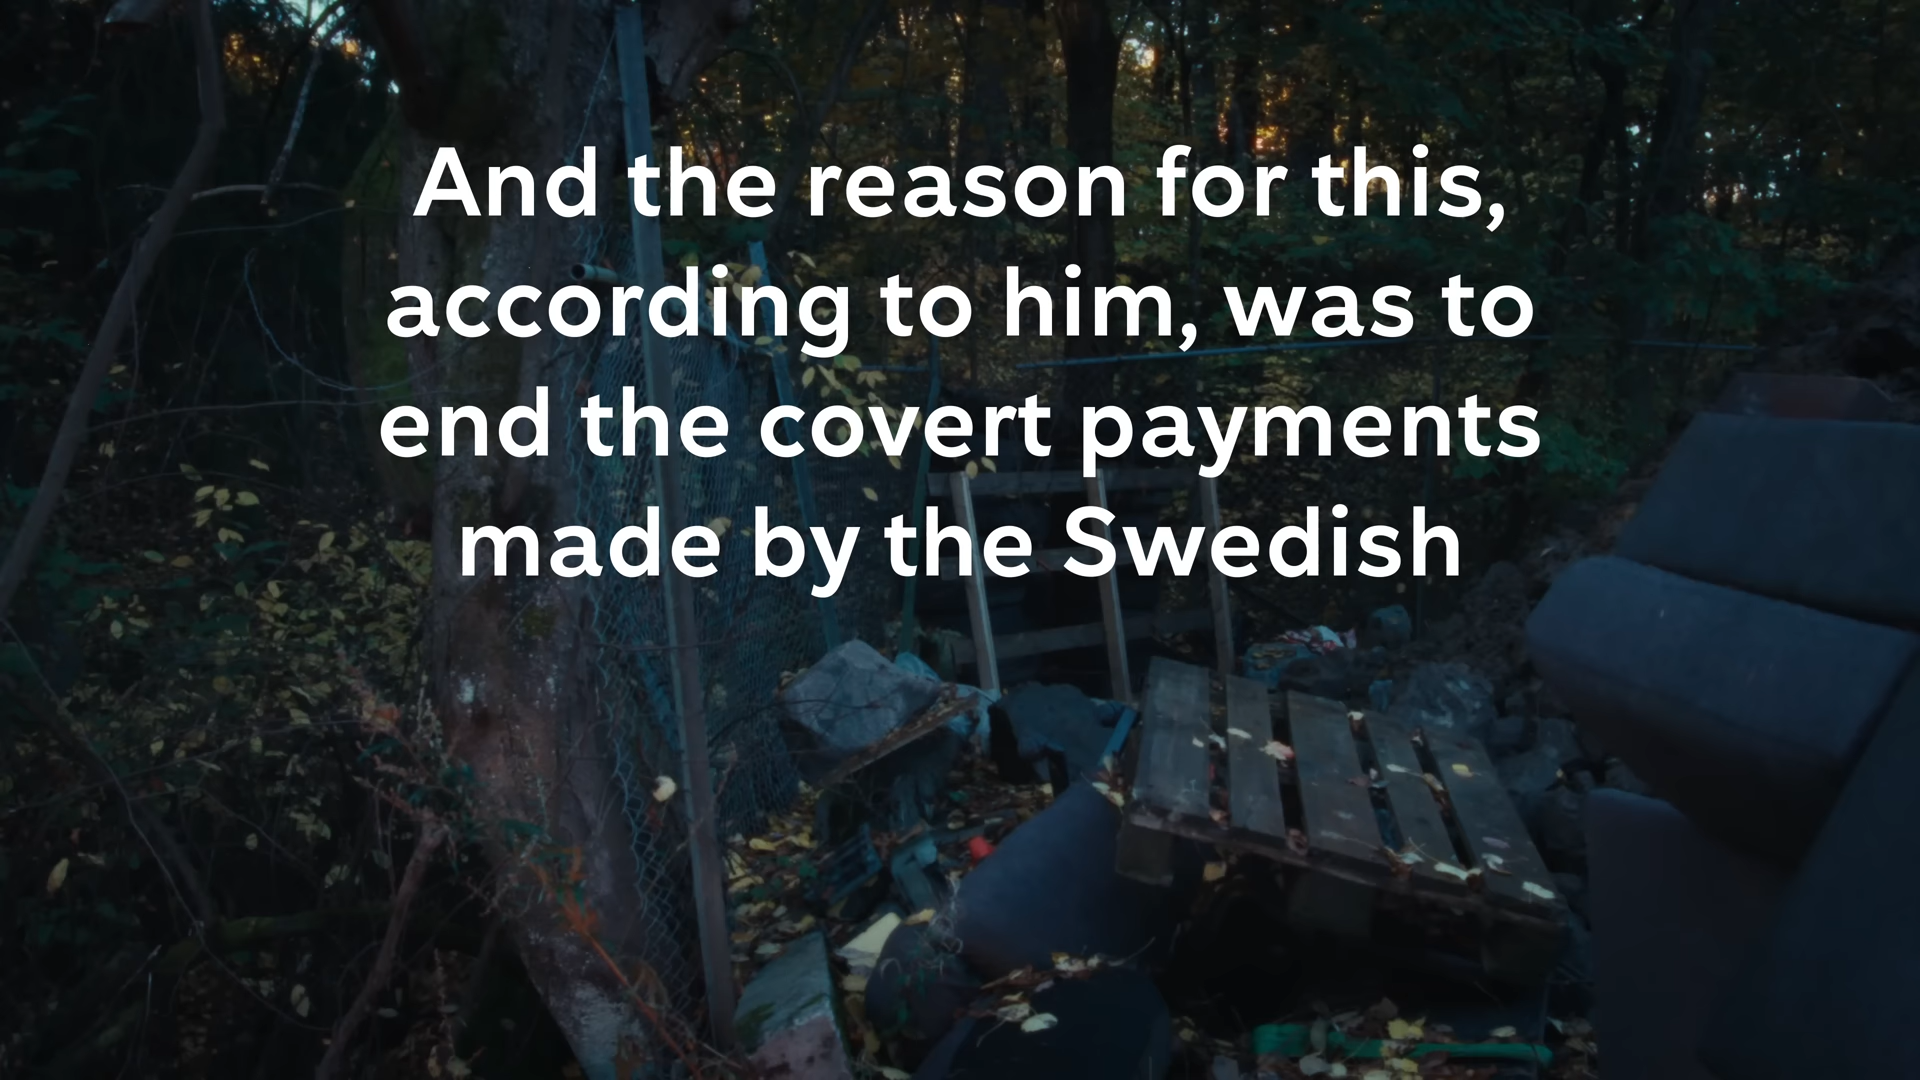 And the reason for this,
according to him, was to
end the covert payments
made by the Swedish